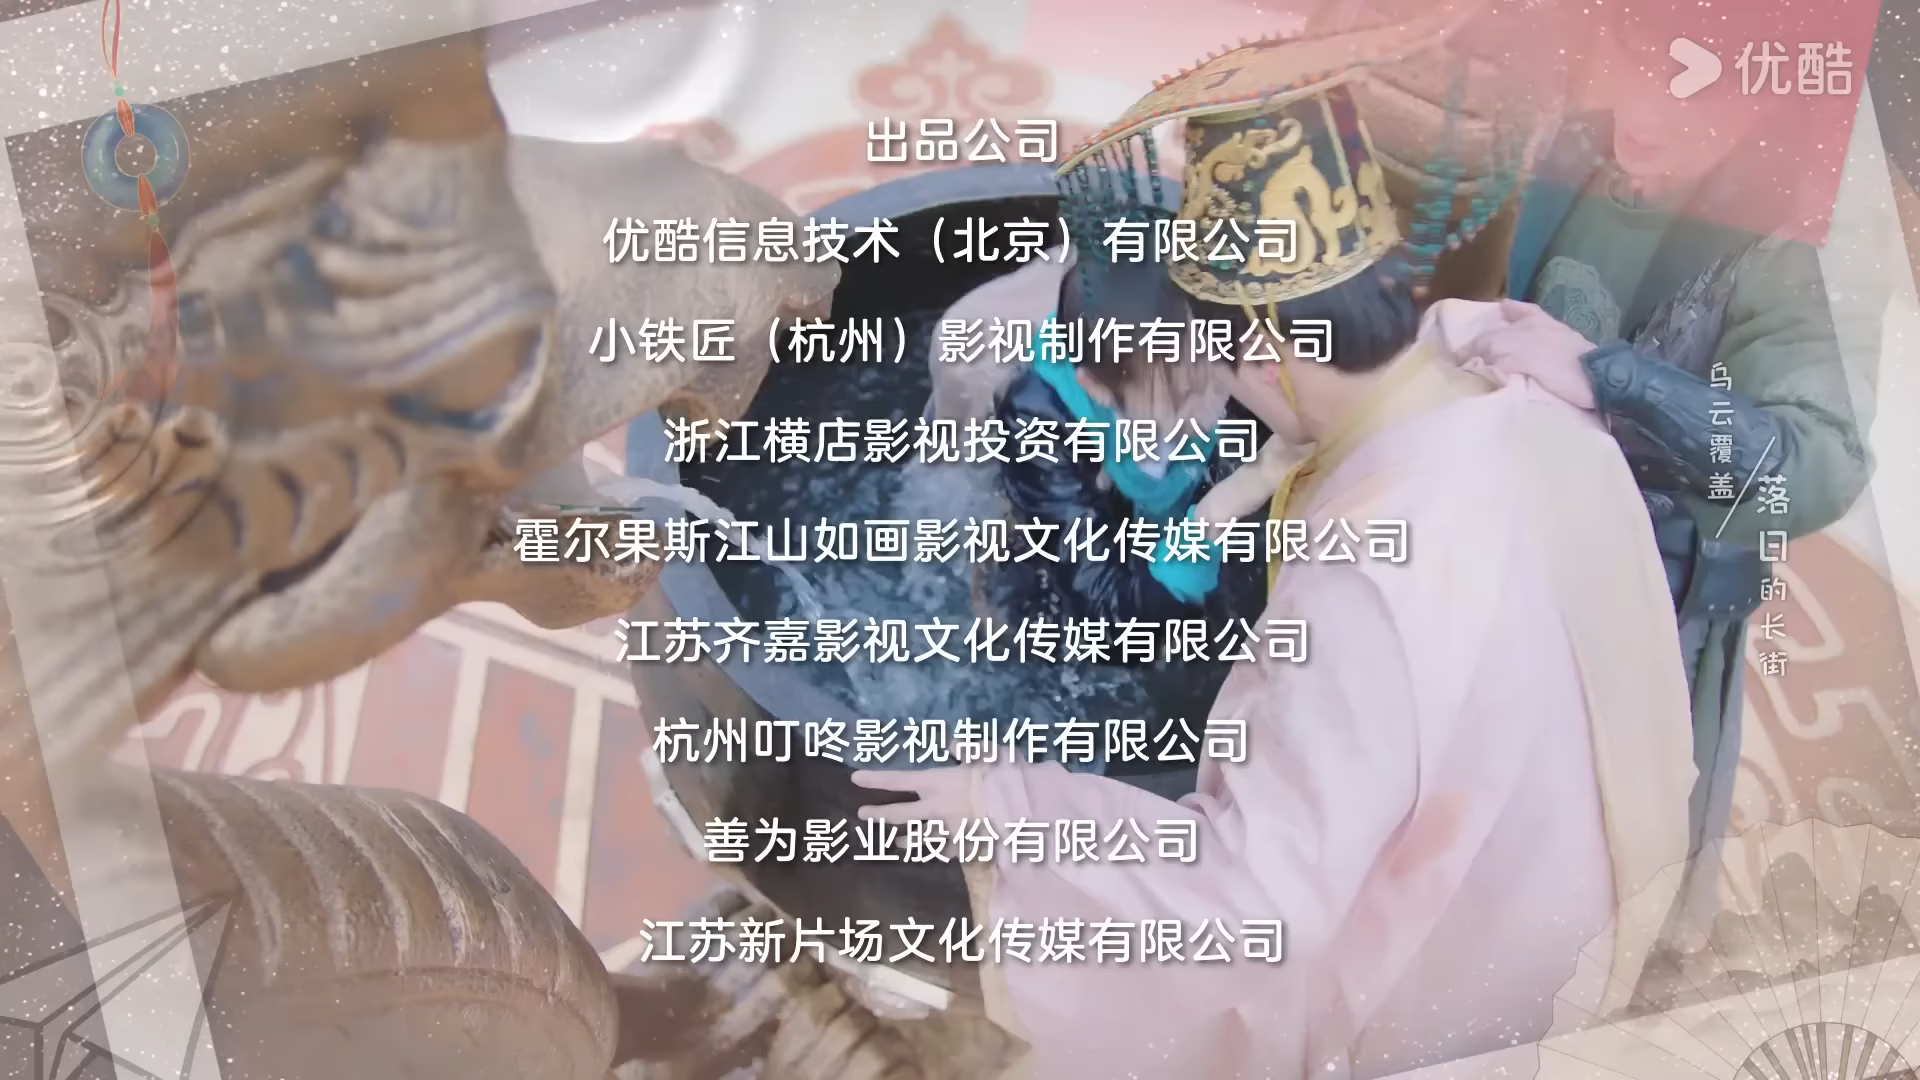 优酷
出品公司
优酷信息技术（北京）有限公司
小铁匠（杭州）影视制作有限公司
浙江横店影视投资有限公司
霍尔果斯江山如画影视文化传媒有限公司
江苏齐嘉影视文化传媒有限公司
杭州叮咚影视制作有限公司
善为影业股份有限公司
江苏新片场文化传媒有限公司
乌云覆盖
落日的长街